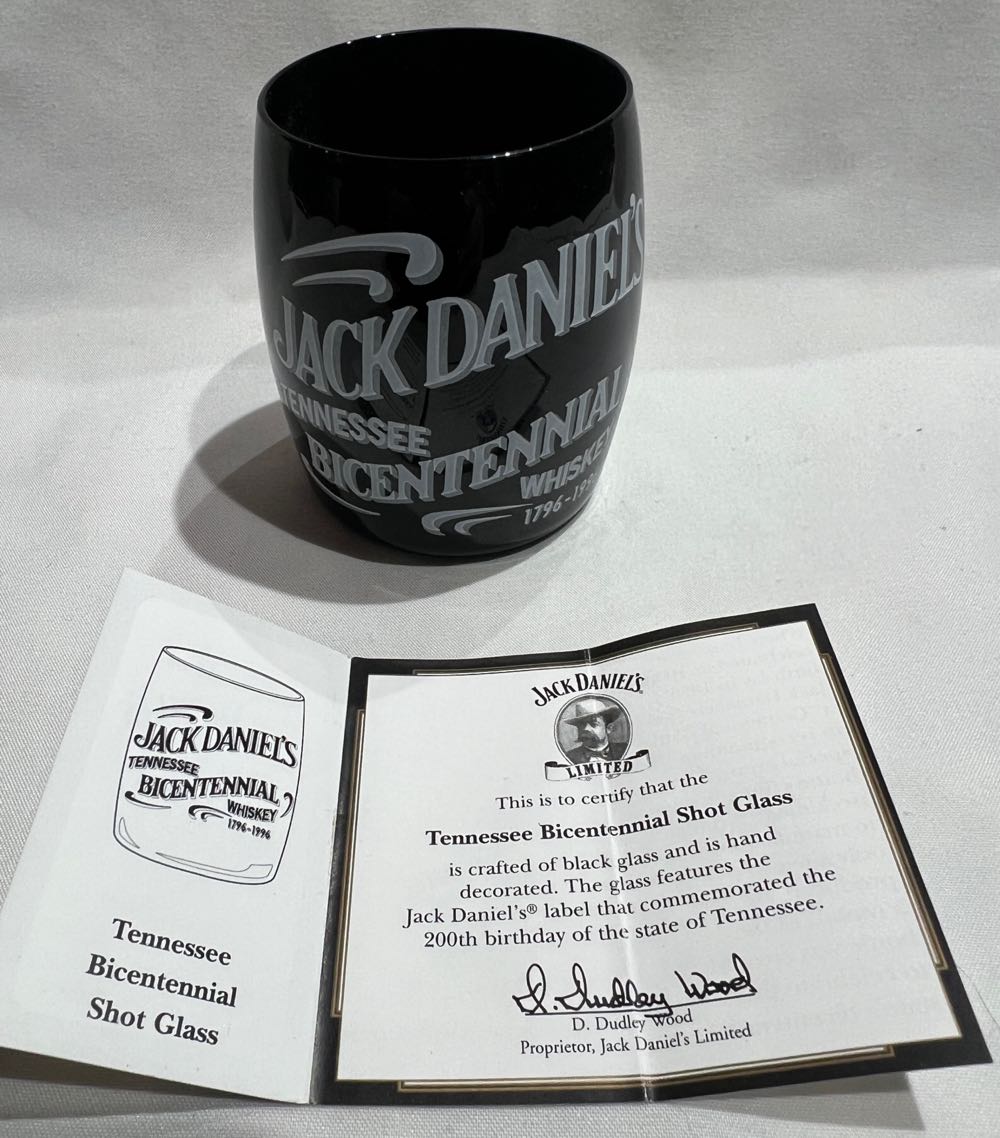 JACK DANIEL'S
TENNESSEE
BICENTENNIAL
WHISKEY
1796-199
JACK DANIEL'S
TENNESSEE
BICENTENNIAL
WHISKEY
1796-1996
Tennessee
Bicentennial
Shot Glass
JACK DANIEL'S
LIMITED
This is to certify that the
Tennessee Bicentennial Shot Glass
is crafted of black glass and is hand
decorated. The glass features the
Jack Daniel's® label that commemorated the
200th birthday of the state of Tennessee.
D. Dudley Wood
D. Dudley Wood
Proprietor, Jack Daniel's Limited